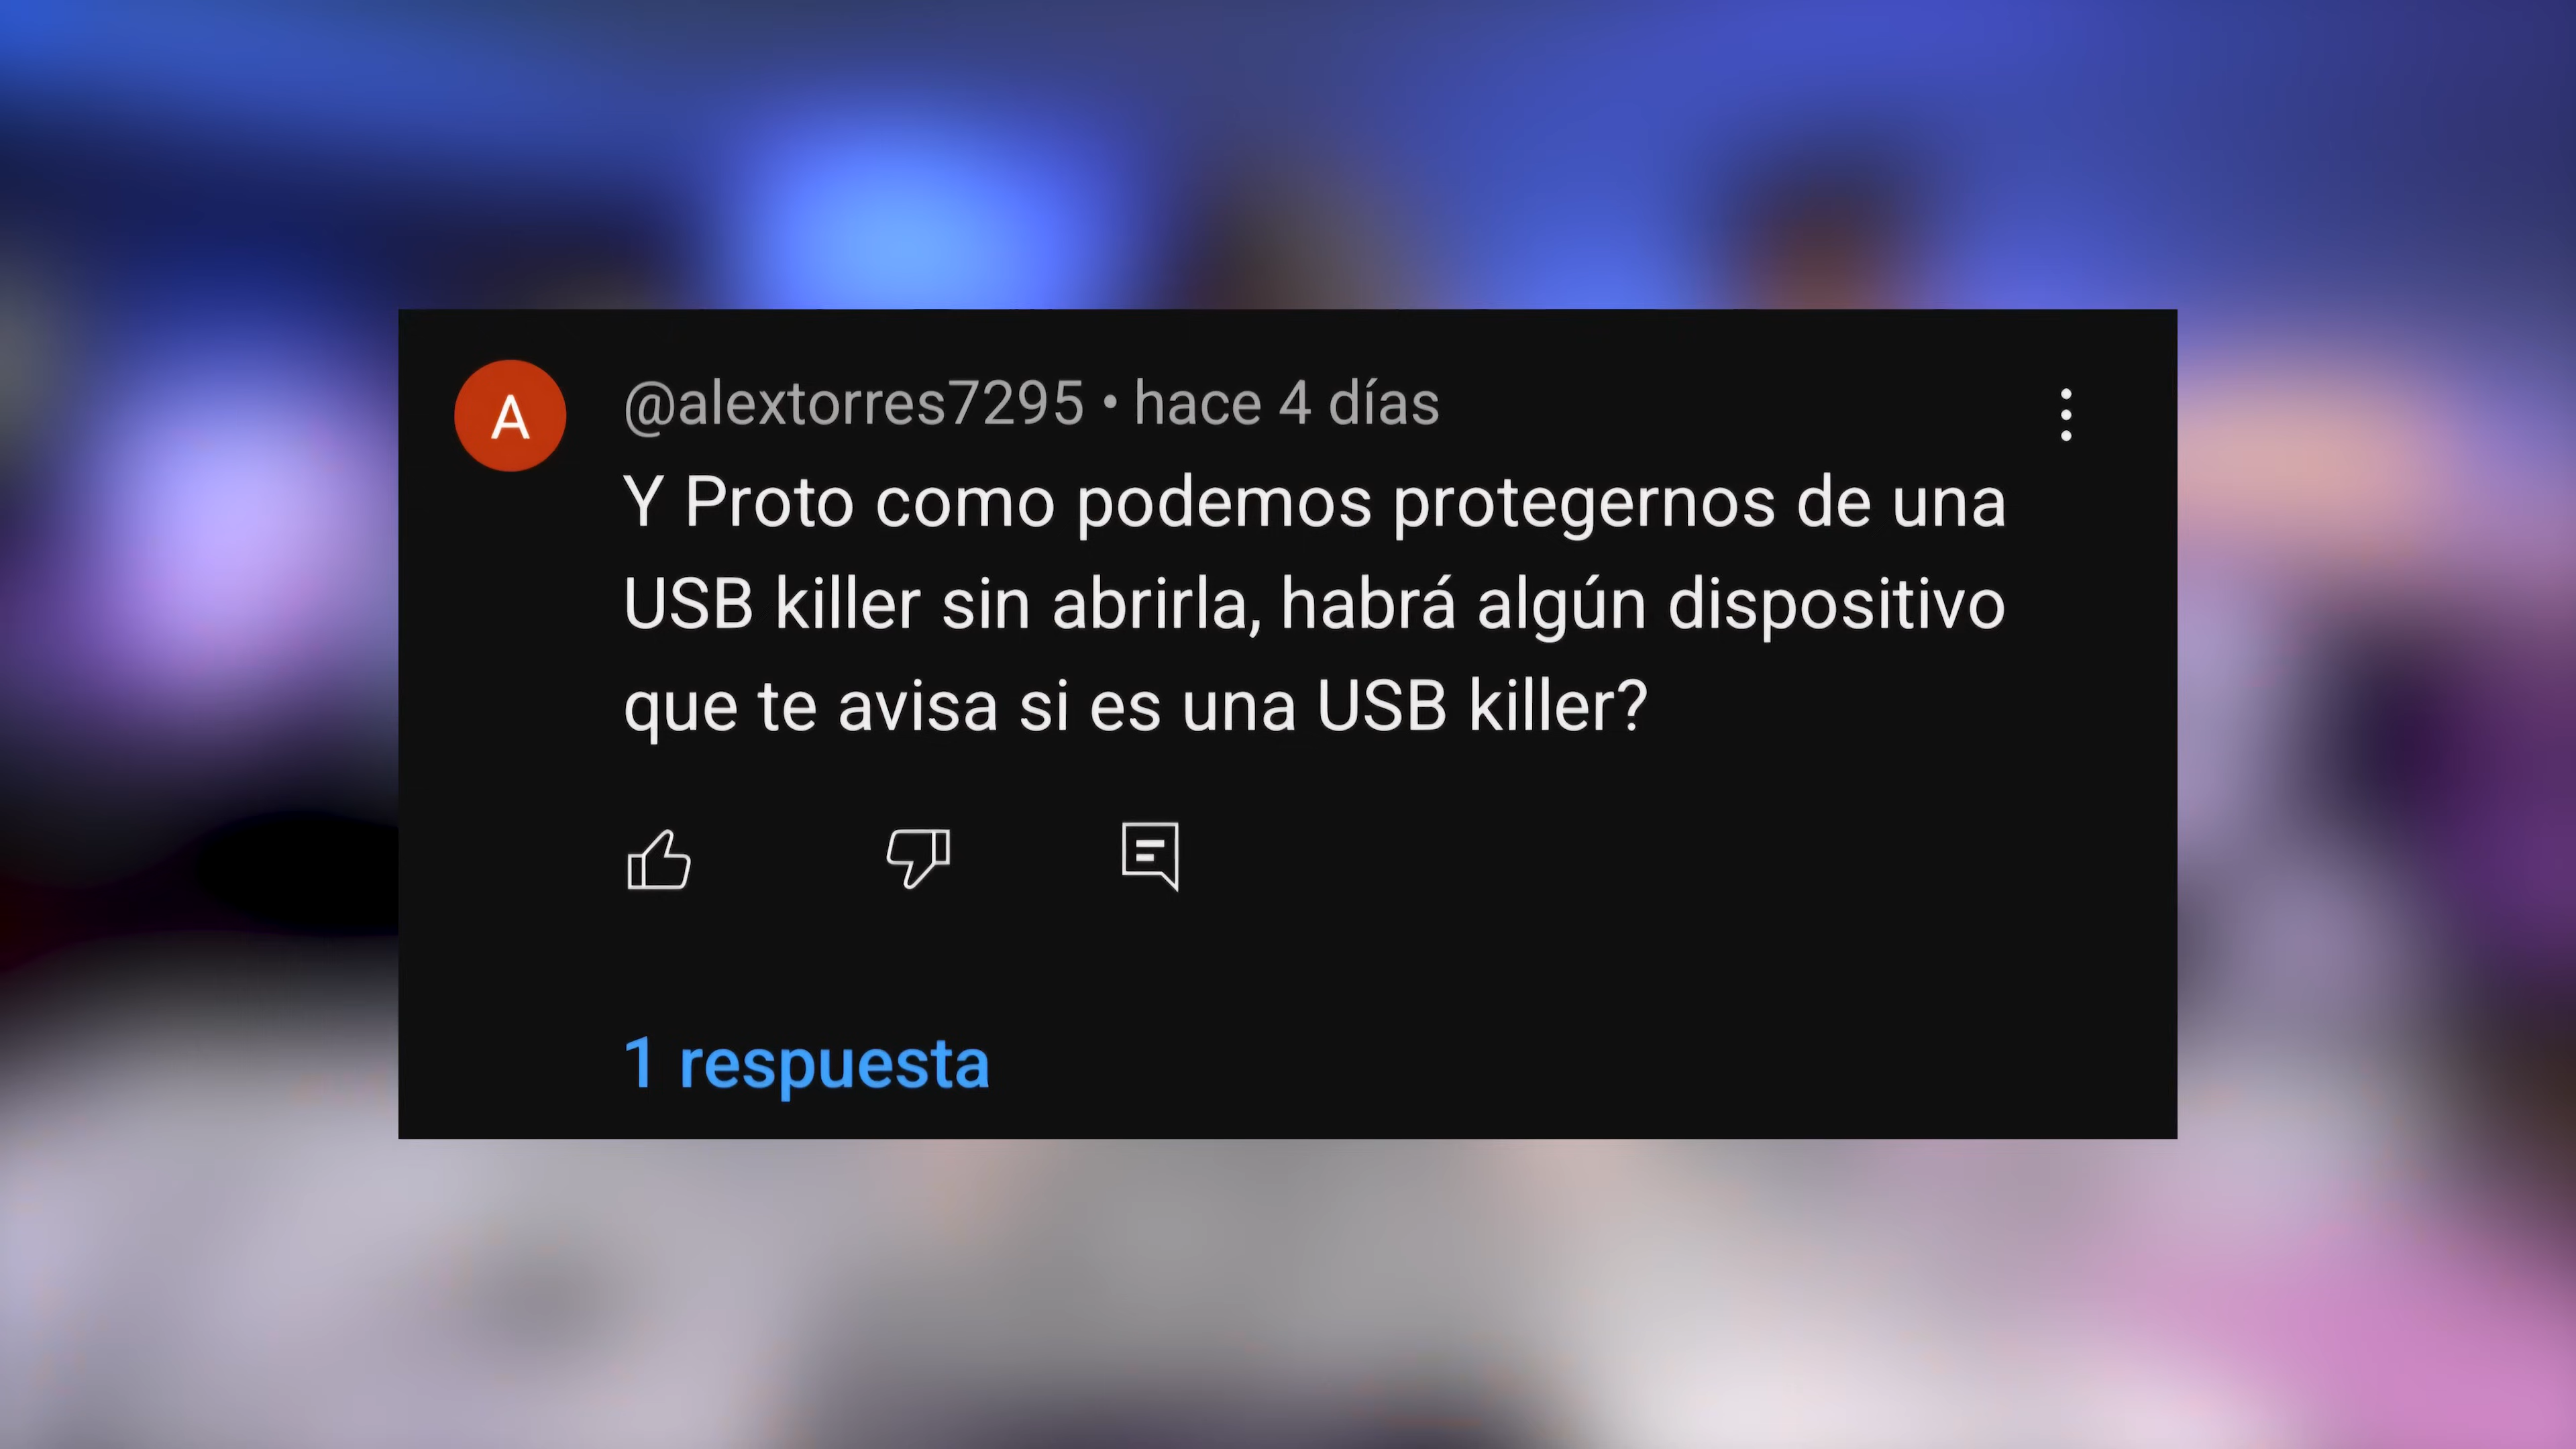 A
@alextorres7295 • hace 4 días
Y Proto como podemos protegernos de una
USB killer sin abrirla, habrá algún dispositivo
que te avisa si es una USB killer?
1 respuesta